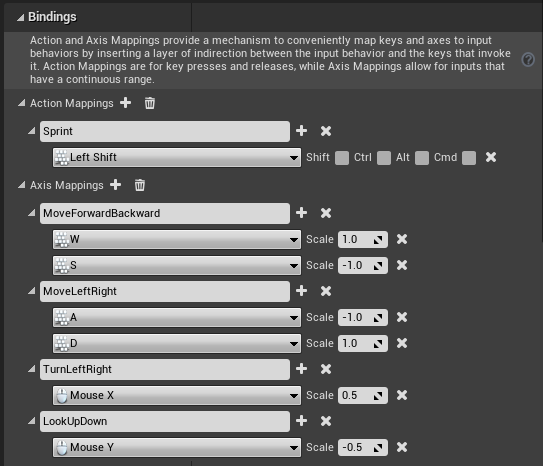 Bindings
Action and Axis Mappings provide a mechanism to conveniently map keys and axes to input
behaviors by inserting a layer of indirection between the input behavior and the keys that invoke
it. Action Mappings are for key presses and releases, while Axis Mappings allow for inputs that
have a continuous range.
Action Mappings
Sprint
Left Shift Shift Ctrl Alt Cmd
Axis Mappings
MoveForwardBackward
W Scale 1.0
S Scale -1.0
MoveLeftRight
A Scale -1.0
D Scale 1.0
TurnLeftRight
Mouse X Scale 0.5
LookUpDown
Mouse Y Scale -0.5